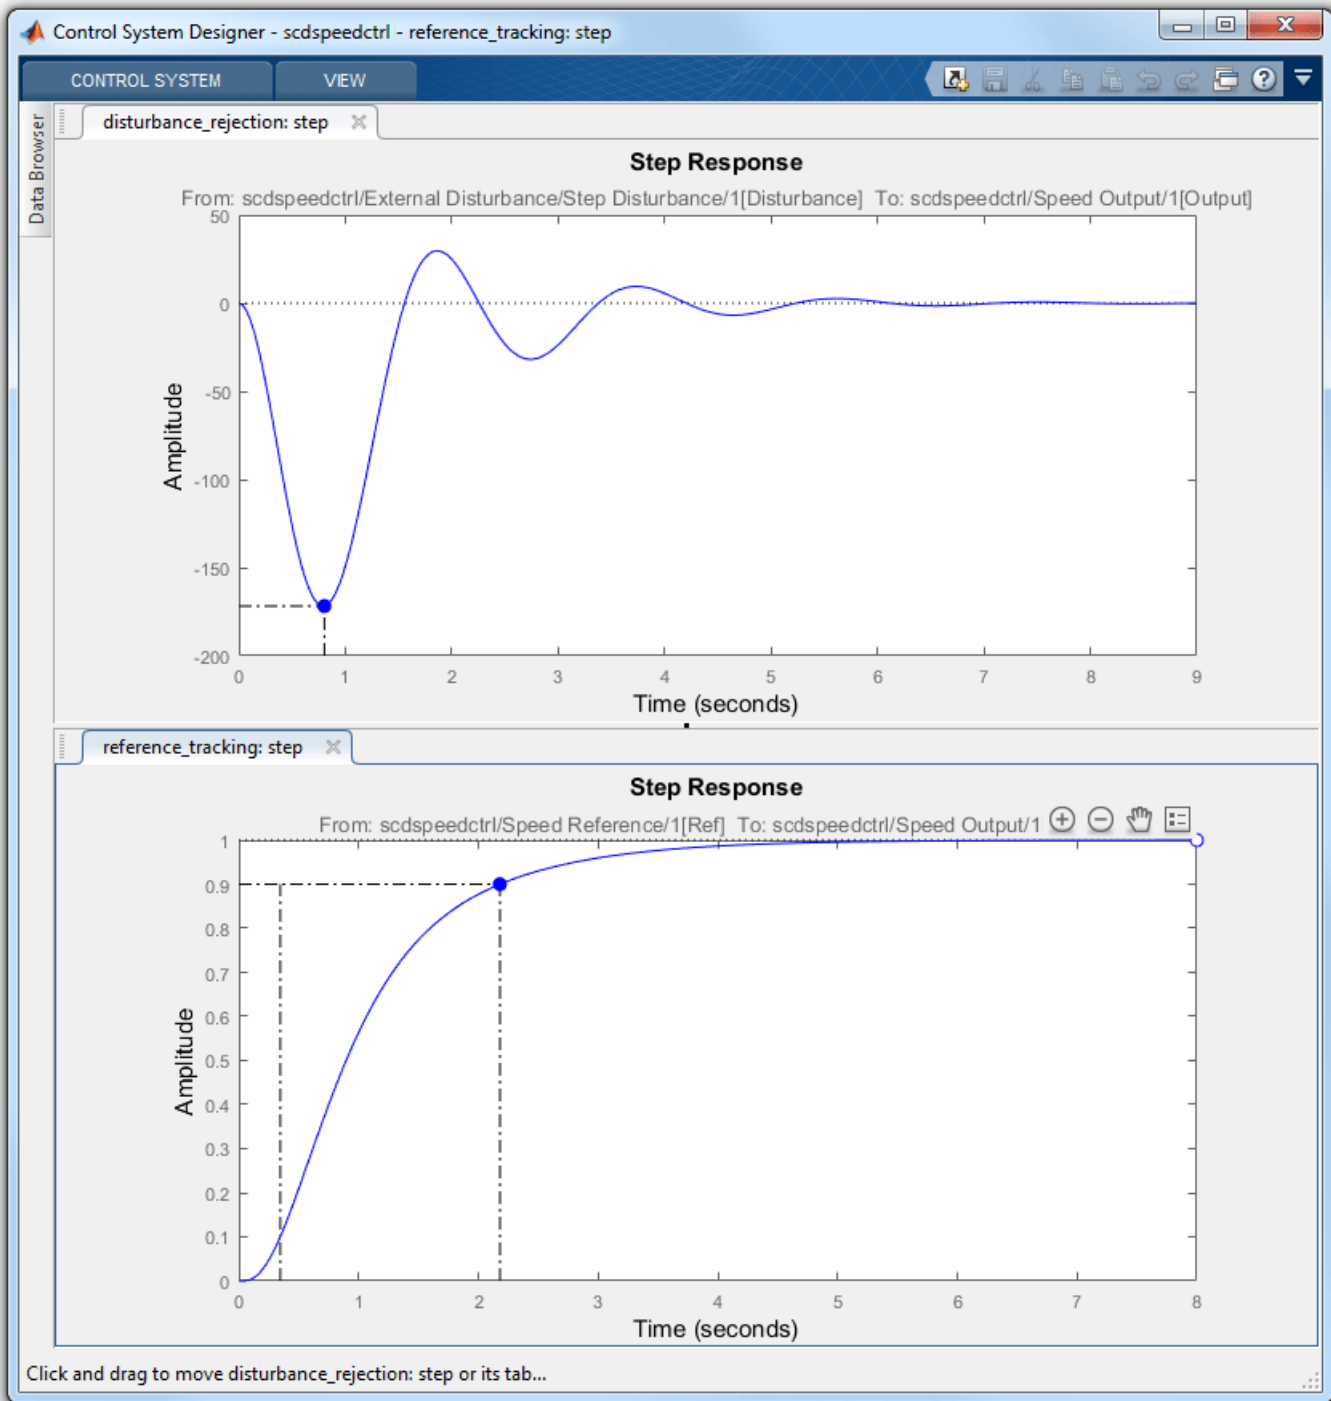 Control System Designer - scdspeedctrl - reference_tracking: step
CONTROL SYSTEM VIEW
Data Browser
disturbance_rejection: step
Step Response
From: scdspeedctrl/External Disturbance/Step Disturbance/1[Disturbance] To: scdspeedctrl/Speed Output/1[Output]
50
0
-50
-100
-150
-200
Amplitude
0 1 2 3 4 5 6 7 8 9
Time (seconds)
reference_tracking: step
Step Response
From: scdspeedctrl/Speed Reference/1[Ref] To: scdspeedctrl/Speed Output/1
1
0.9
0.8
0.7
0.6
0.5
0.4
0.3
0.2
0.1
0
Amplitude
0 1 2 3 4 5 6 7 8
Time (seconds)
Click and drag to move disturbance_rejection: step or its tab...